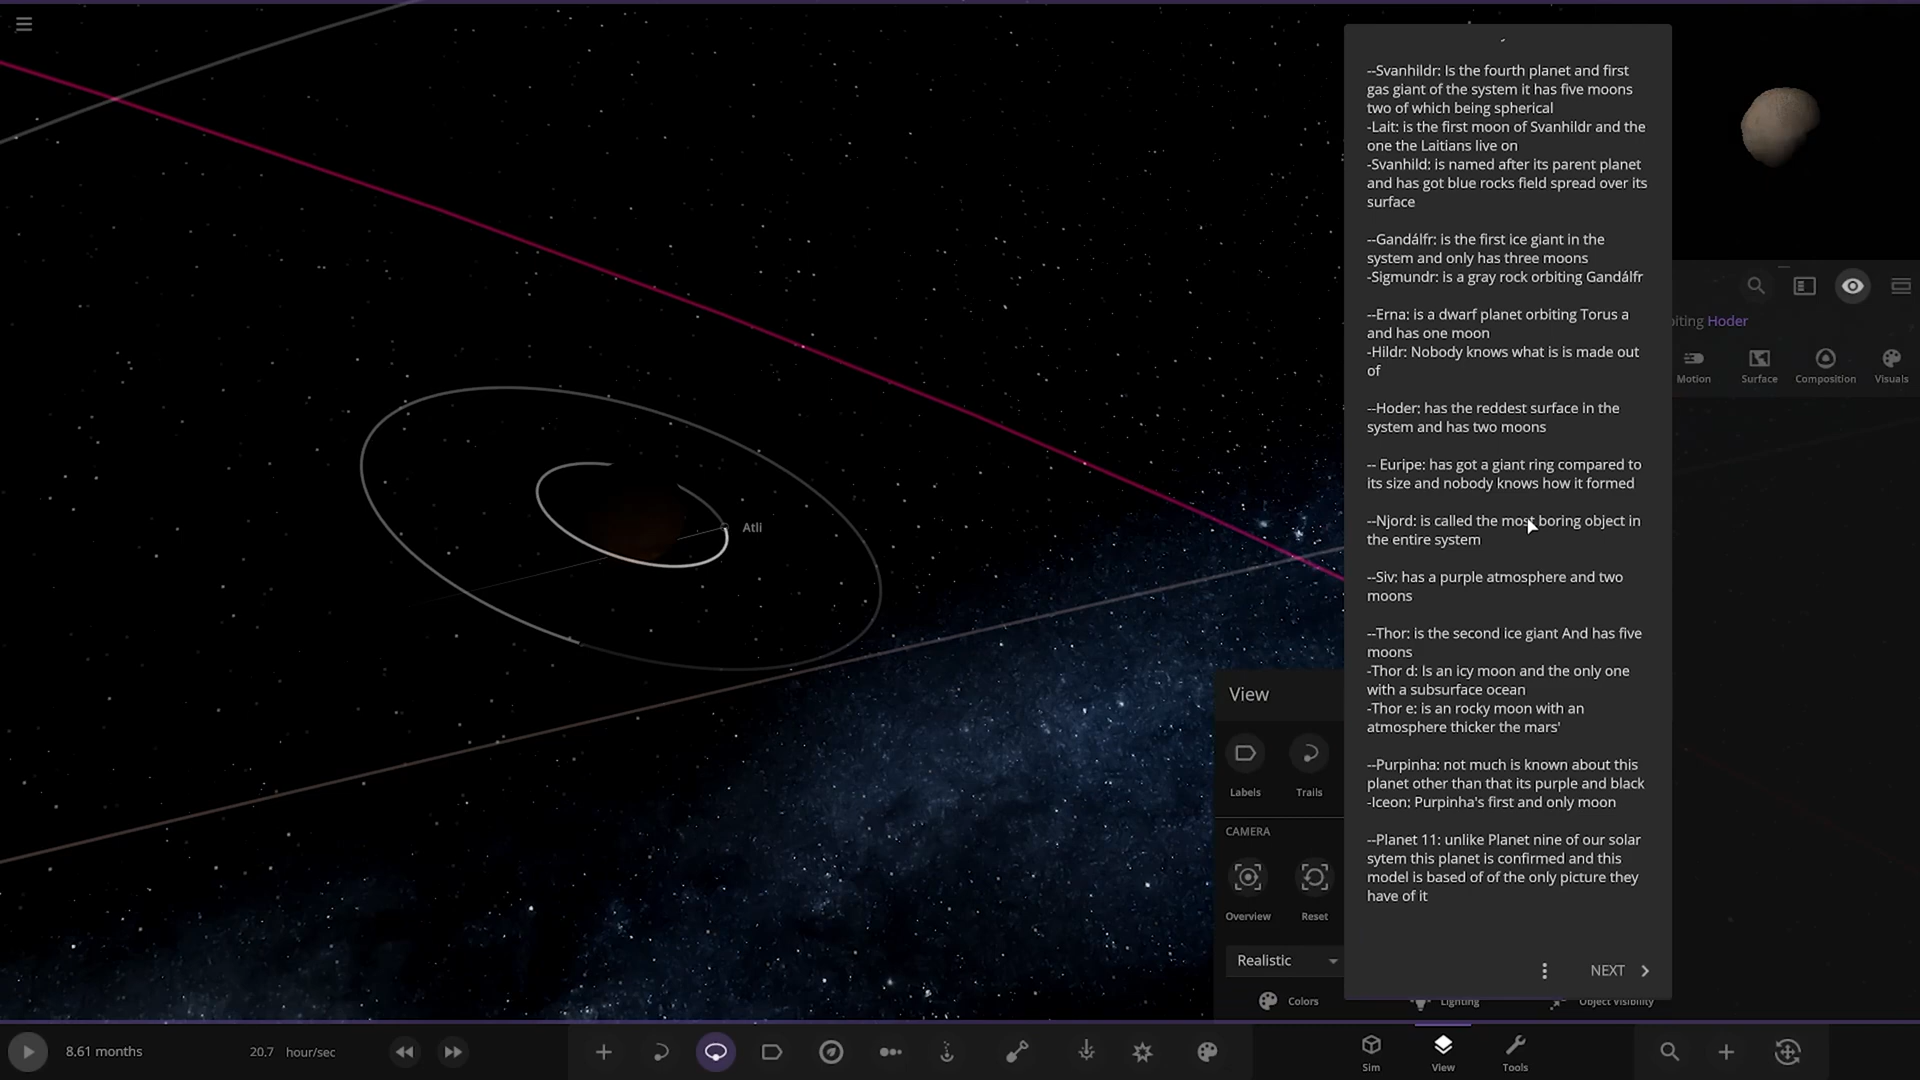 --Svanhildr: Is the fourth planet and first
gas giant of the system it has five moons
two of which being spherical
-Lait: is the first moon of Svanhildr and the
one the Laitians live on
-Svanhild: is named after its parent planet
and has got blue rocks field spread over its
surface
--Gandálfr: is the first ice giant in the
system and only has three moons
-Sigmundr: is a gray rock orbiting Gandálfr
--Erna: is a dwarf planet orbiting Torus a
and has one moon
-Hildr: Nobody knows what is is made out
of
--Hoder: has the reddest surface in the
system and has two moons
-- Euripe: has got a giant ring compared to
its size and nobody knows how it formed
--Njord: is called the most boring object in
the entire system
--Siv: has a purple atmosphere and two
moons
--Thor: is the second ice giant And has five
moons
-Thor d: Is an icy moon and the only one
with a subsurface ocean
-Thor e: is an rocky moon with an
atmosphere thicker the mars'
--Purpinha: not much is known about this
planet other than that its purple and black
-Iceon: Purpinha's first and only moon
--Planet 11: unlike Planet nine of our solar
sytem this planet is confirmed and this
model is based of of the only picture they
have of it
NEXT
Atli
biting Hoder
Motion
Surface
Composition
Visuals
View
Labels
Trails
CAMERA
Overview
Reset
Realistic
Colors
Lighting
Object Visibility
8.61 months
20.7 hour/sec
Sim
View
Tools